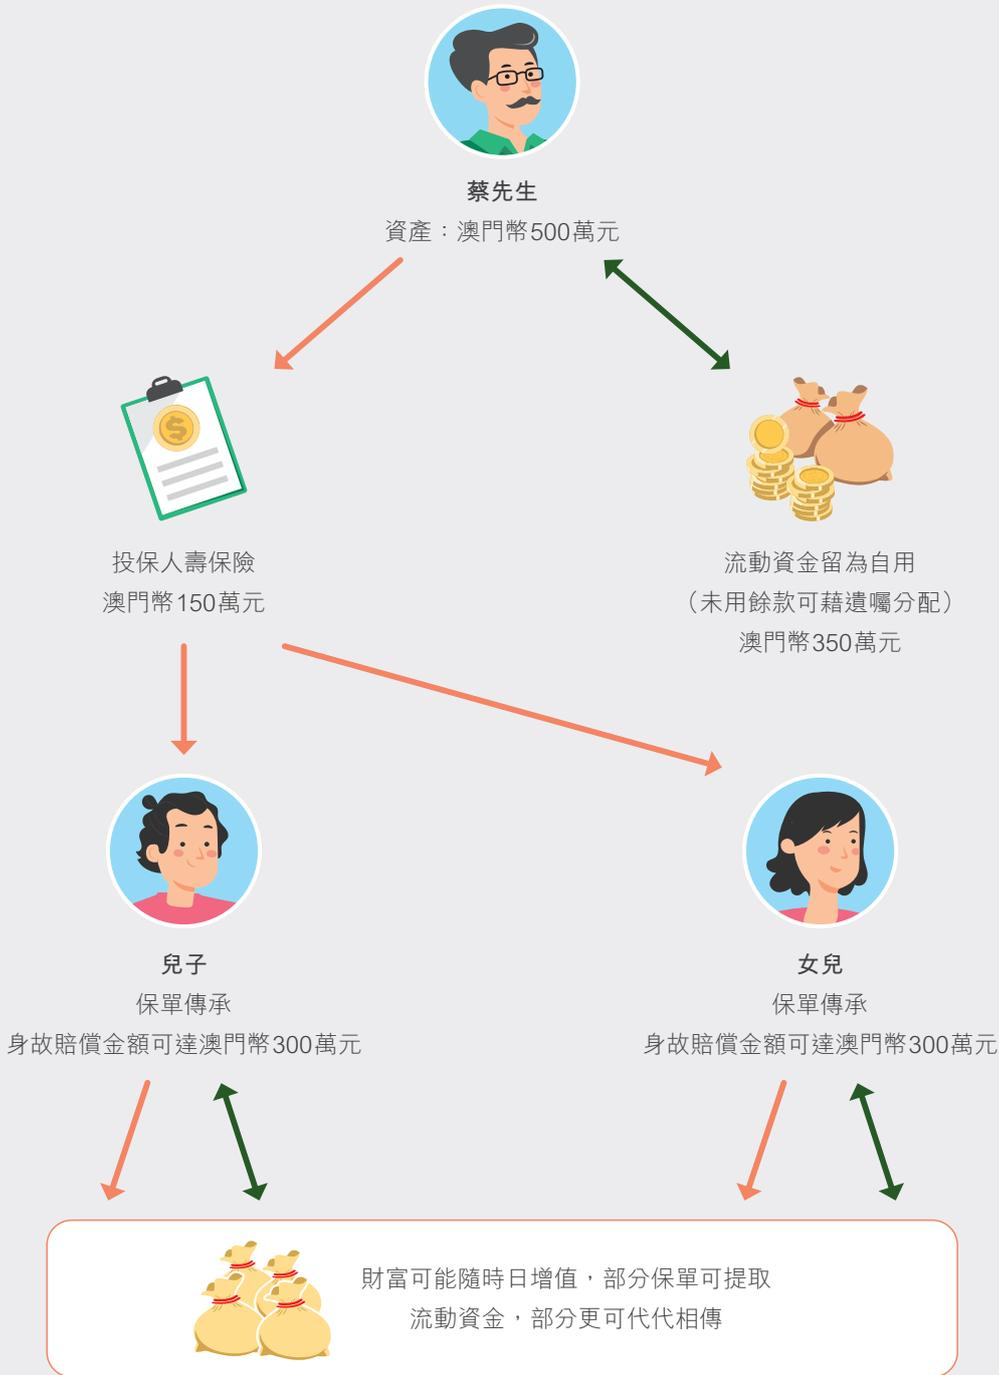 蔡先生
資產：澳門幣500萬元
投保人壽保險
澳門幣150萬元
流動資金留為自用
（未用餘款可藉遺囑分配）
澳門幣350萬元
兒子
保單傳承
身故賠償金額可達澳門幣300萬元
女兒
保單傳承
身故賠償金額可達澳門幣300萬元
財富可能隨時日增值，部分保單可提取
流動資金，部分更可代代相傳